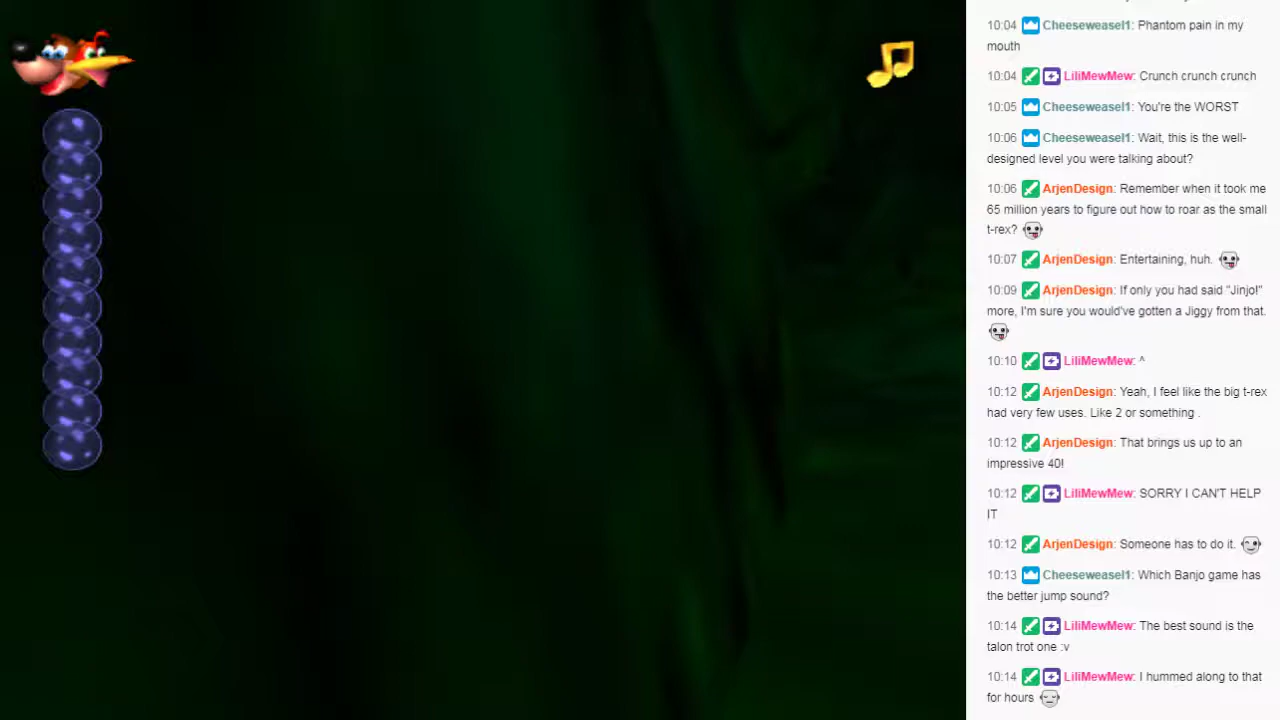 10:04 Cheeseweasel1: Phantom pain in my
mouth
10:04 LiliMewMew: Crunch crunch crunch
10:05 Cheeseweasel1: You're the WORST
10:06 Cheeseweasel1: Wait, this is the well-
designed level you were talking about?
10:06 ArjenDesign: Remember when it took me
65 million years to figure out how to roar as the small
t-rex?
10:07 ArjenDesign: Entertaining, huh.
10:09 ArjenDesign: If only you had said "Jinjo!"
more, I'm sure you would've gotten a Jiggy from that.
10:10 LiliMewMew: ^
10:12 ArjenDesign: Yeah, I feel like the big t-rex
had very few uses. Like 2 or something .
10:12 ArjenDesign: That brings us up to an
impressive 40!
10:12 LiliMewMew: SORRY I CAN'T HELP
IT
10:12 ArjenDesign: Someone has to do it.
10:13 Cheeseweasel1: Which Banjo game has
the better jump sound?
10:14 LiliMewMew: The best sound is the
talon trot one :v
10:14 LiliMewMew: I hummed along to that
for hours